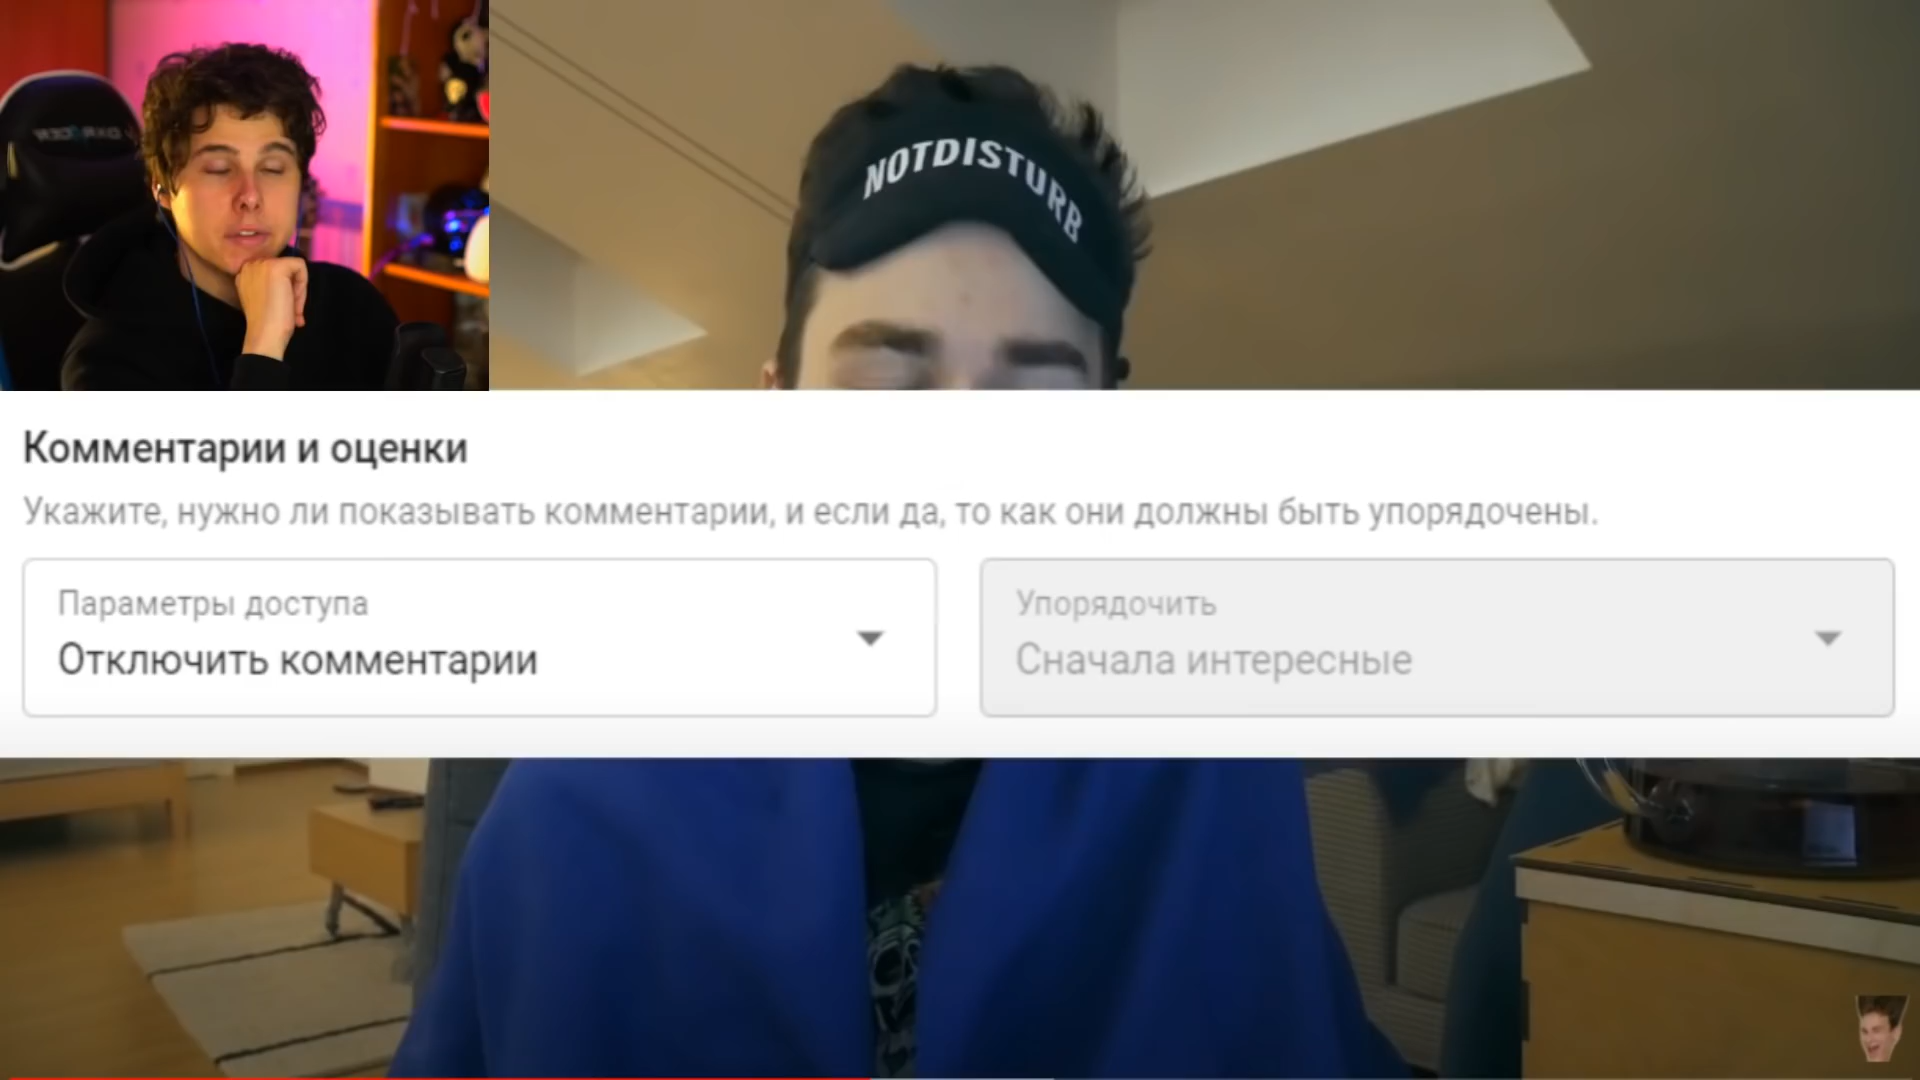 NOTDISTURB
Комментарии и оценки
Укажите, нужно ли показывать комментарии, и если да, то как они должны быть упорядочены.
Параметры доступа
Отключить комментарии
Упорядочить
Сначала интересные